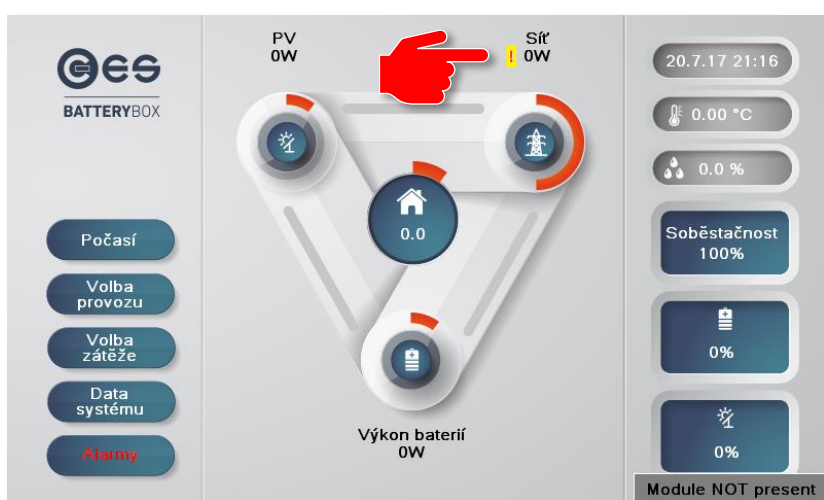 GES
BATTERYBOX
Počasí
Volba
provozu
Volba
zátěže
Data
systému
Alarmy
PV
0W
Síť
! 0W
0.0
Výkon baterií
0W
20.7.17 21:16
0.00 °C
0.0 %
Soběstačnost
100%
0%
0%
Module NOT present